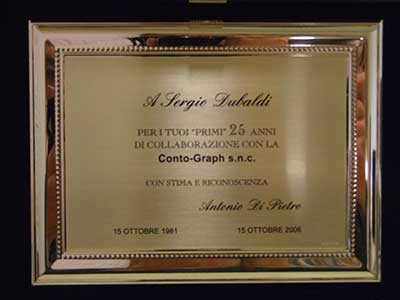 A Sergio Dubaldi
PER I TUOI "PRIMI" 25 ANNI
DI COLLABORAZIONE CON LA
Conto-Graph s.n.c.
CON STIMA E RICONOSCENZA
Antonio Di Pietro
15 OTTOBRE 1981 15 OTTOBRE 2006